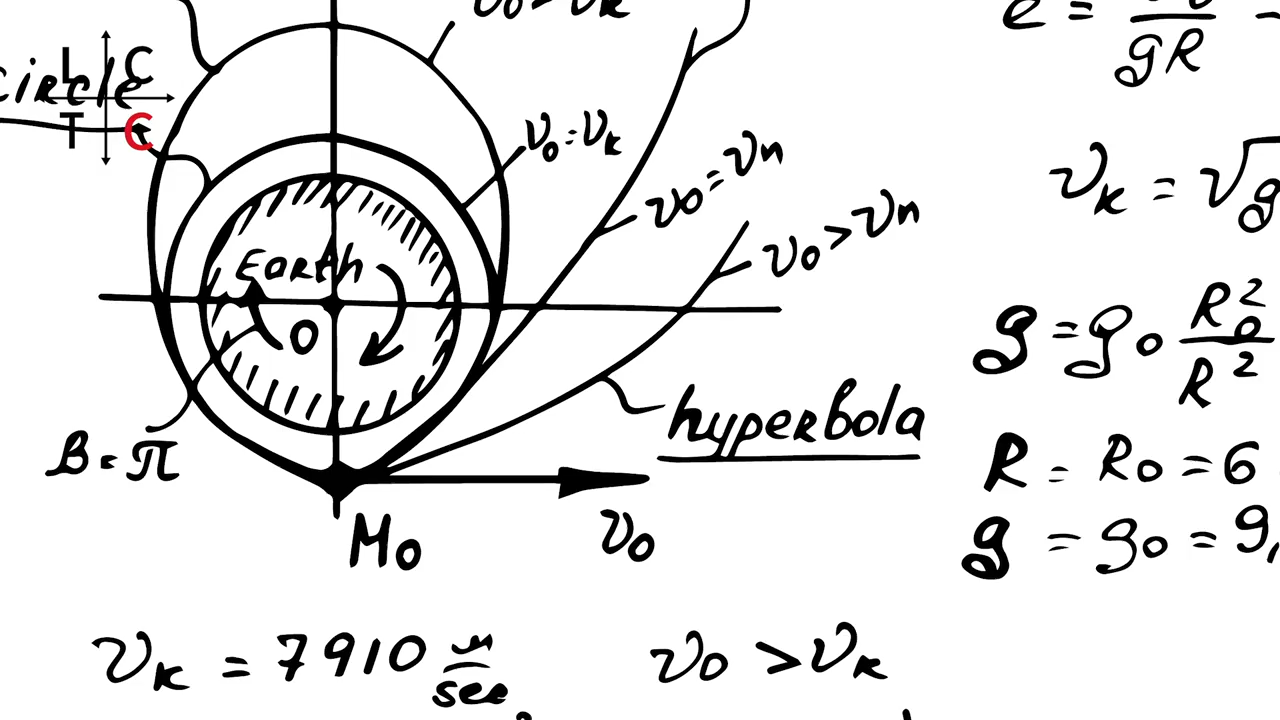 v₀ > vₖ
e = gR
circle
L C
T C
v₀ = vₖ
v₀ = vₙ
v₀ > vₙ
vₖ = √g
EARTH
O
g = g₀ R₀² / R²
hyperbola
β = π
R = R₀ = 6
M₀
v₀
g = g₀ = 9,
vₖ = 7910 м/sec
v₀ > vₖ